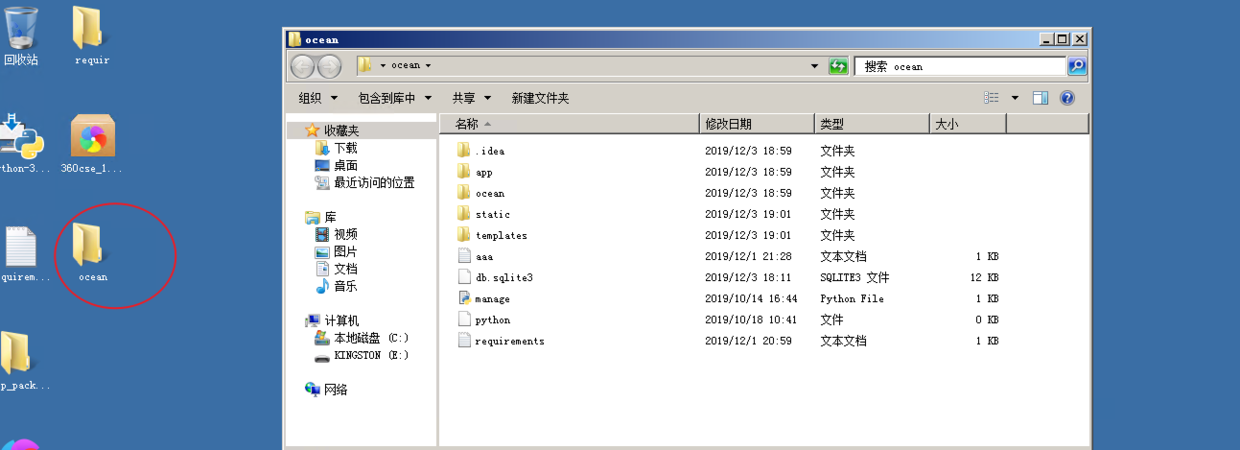 回收站
requir
thon-3...
360cse_1...
quirem...
ocean
p_pack...
ocean
ocean
搜索 ocean
组织 包含到库中 共享 新建文件夹
收藏夹
下载
桌面
最近访问的位置
库
视频
图片
文档
音乐
计算机
本地磁盘 (C:)
KINGSTON (E:)
网络
名称 修改日期 类型 大小
.idea 2019/12/3 18:59 文件夹
app 2019/12/3 18:59 文件夹
ocean 2019/12/3 18:59 文件夹
static 2019/12/3 19:01 文件夹
templates 2019/12/3 19:01 文件夹
aaa 2019/12/1 21:28 文本文档 1 KB
db.sqlite3 2019/12/3 18:11 SQLITE3 文件 12 KB
manage 2019/10/14 16:44 Python File 1 KB
python 2019/10/18 10:41 文件 0 KB
requirements 2019/12/1 20:59 文本文档 1 KB